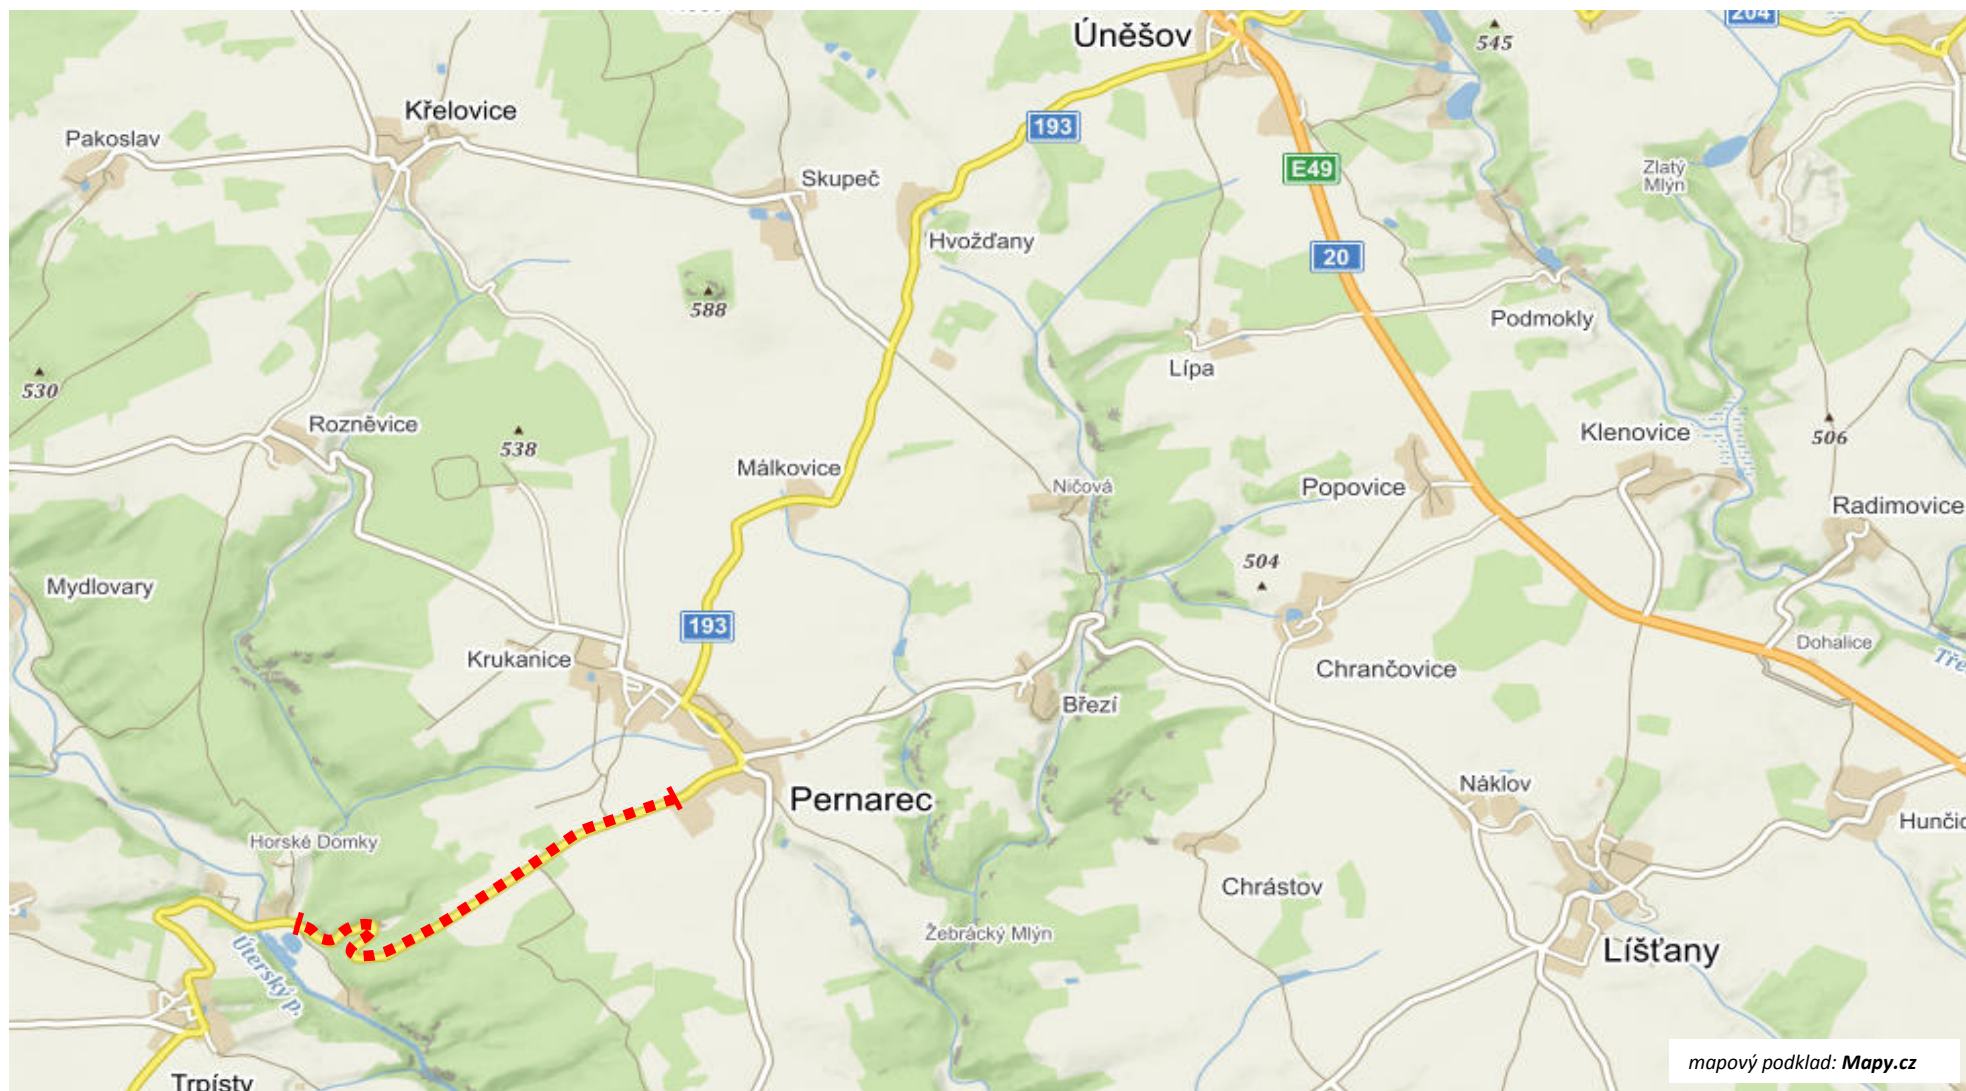 204
Úněšov
545
Křelovice
193
Pakoslav
E49
Zlatý
Mlýn
Skupeč
Hvožďany
20
588
Podmokly
Lípa
530
Rozněvice
Klenovice
506
538
Málkovice
Ničová
Popovice
Radimovice
504
Mydlovary
193
Dohalice
Krukanice
Chrančovice
Březí
Náklov
Pernarec
Horské Domky
Chrástov
Žebrácký Mlýn
Líšťany
Úterský p.
mapový podklad: Mapy.cz
Trpísty